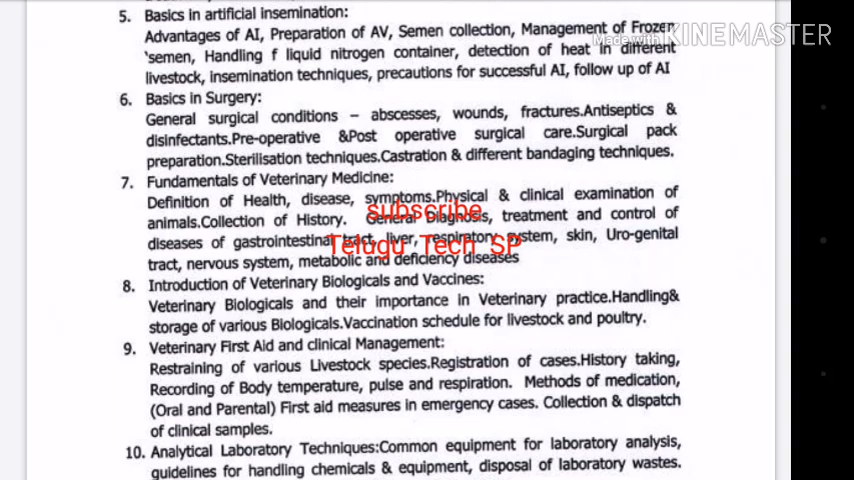 5. Basics in artificial insemination:
Advantages of AI, Preparation of AV, Semen collection, Management of Frozen
Made with KINEMASTER
'semen, Handling f liquid nitrogen container, detection of heat in different
livestock, insemination techniques, precautions for successful AI, follow up of AI
6. Basics in Surgery:
General surgical conditions – abscesses, wounds, fractures.Antiseptics &
disinfectants.Pre-operative &Post operative surgical care.Surgical pack
preparation.Sterilisation techniques.Castration & different bandaging techniques.
7. Fundamentals of Veterinary Medicine:
Definition of Health, disease, symptoms.Physical & clinical examination of
subscribe
animals.Collection of History. General Diagnosis, treatment and control of
diseases of gastrointestinal tract, liver, respiratory system, skin, Uro-genital
Telugu Tech SP
tract, nervous system, metabolic and deficiency diseases
8. Introduction of Veterinary Biologicals and Vaccines:
Veterinary Biologicals and their importance in Veterinary practice.Handling&
storage of various Biologicals.Vaccination schedule for livestock and poultry.
9. Veterinary First Aid and clinical Management:
Restraining of various Livestock species.Registration of cases.History taking,
Recording of Body temperature, pulse and respiration. Methods of medication,
(Oral and Parental) First aid measures in emergency cases. Collection & dispatch
of clinical samples.
10. Analytical Laboratory Techniques:Common equipment for laboratory analysis,
guidelines for handling chemicals & equipment, disposal of laboratory wastes.